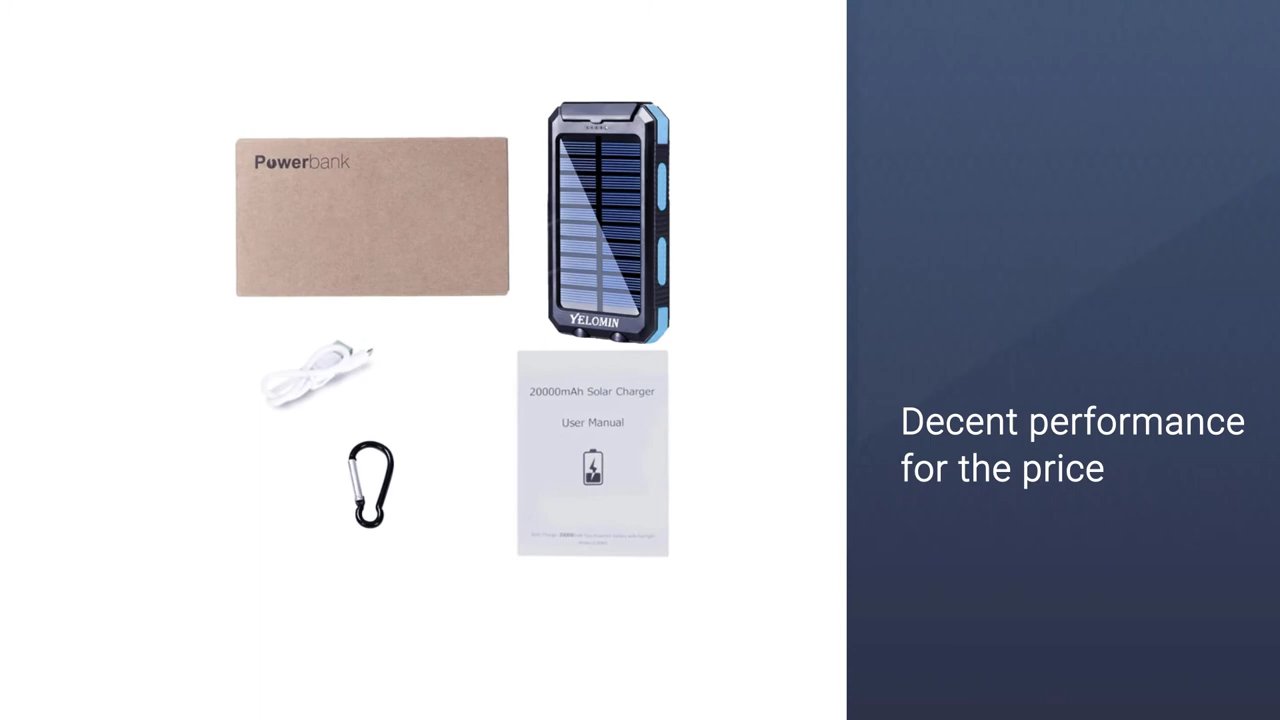 Powerbank
YELOMIN
20000mAh Solar Charger
User Manual
Decent performance
for the price